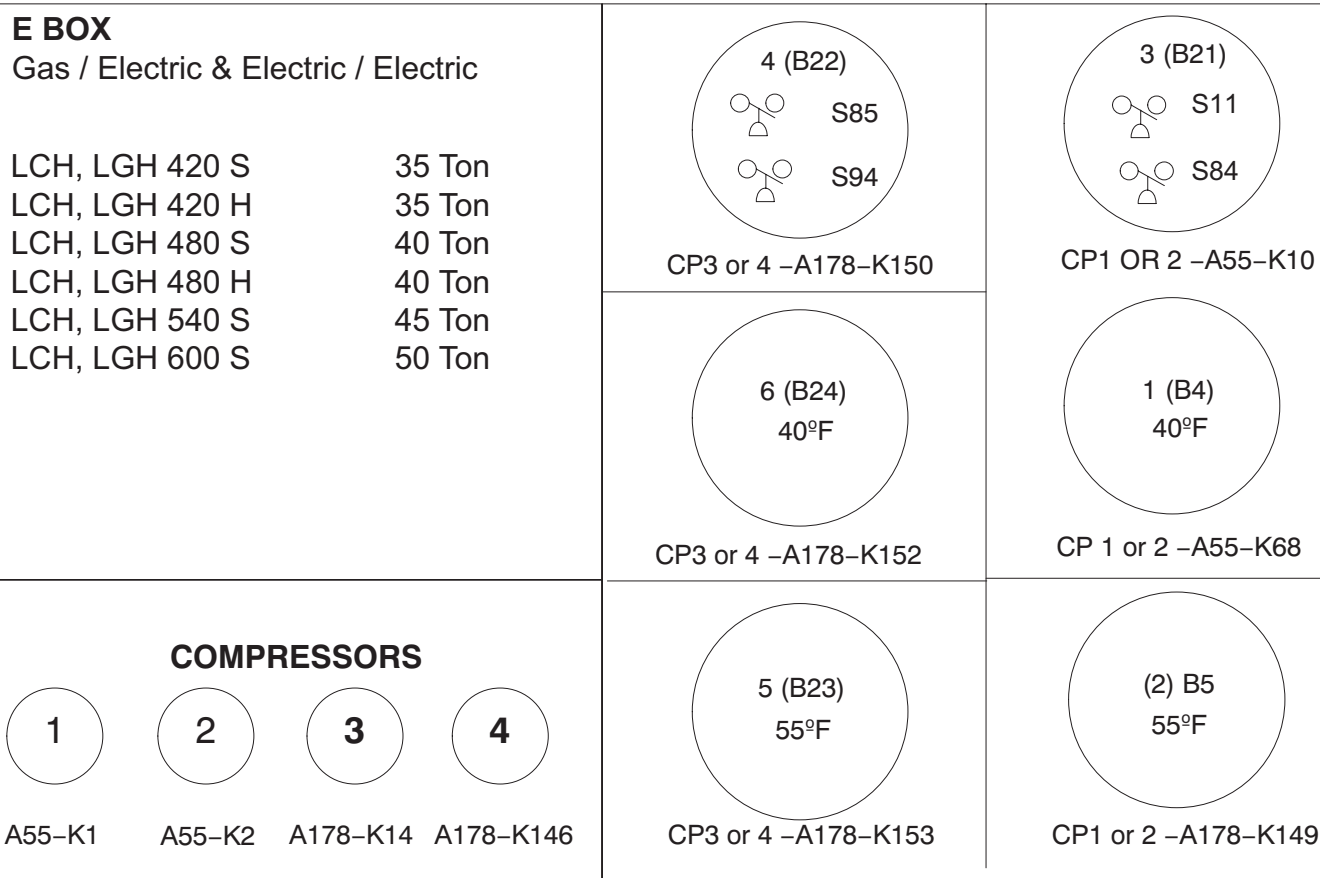 E BOX
Gas / Electric & Electric / Electric
LCH, LGH 420 S 35 Ton
LCH, LGH 420 H 35 Ton
LCH, LGH 480 S 40 Ton
LCH, LGH 480 H 40 Ton
LCH, LGH 540 S 45 Ton
LCH, LGH 600 S 50 Ton
4 (B22)
S85
S94
CP3 or 4 –A178–K150
3 (B21)
S11
S84
CP1 OR 2 –A55–K10
6 (B24)
40ºF
CP3 or 4 –A178–K152
1 (B4)
40ºF
CP 1 or 2 –A55–K68
COMPRESSORS
1 2 3 4
A55–K1 A55–K2 A178–K14 A178–K146
5 (B23)
55ºF
CP3 or 4 –A178–K153
(2) B5
55ºF
CP1 or 2 –A178–K149